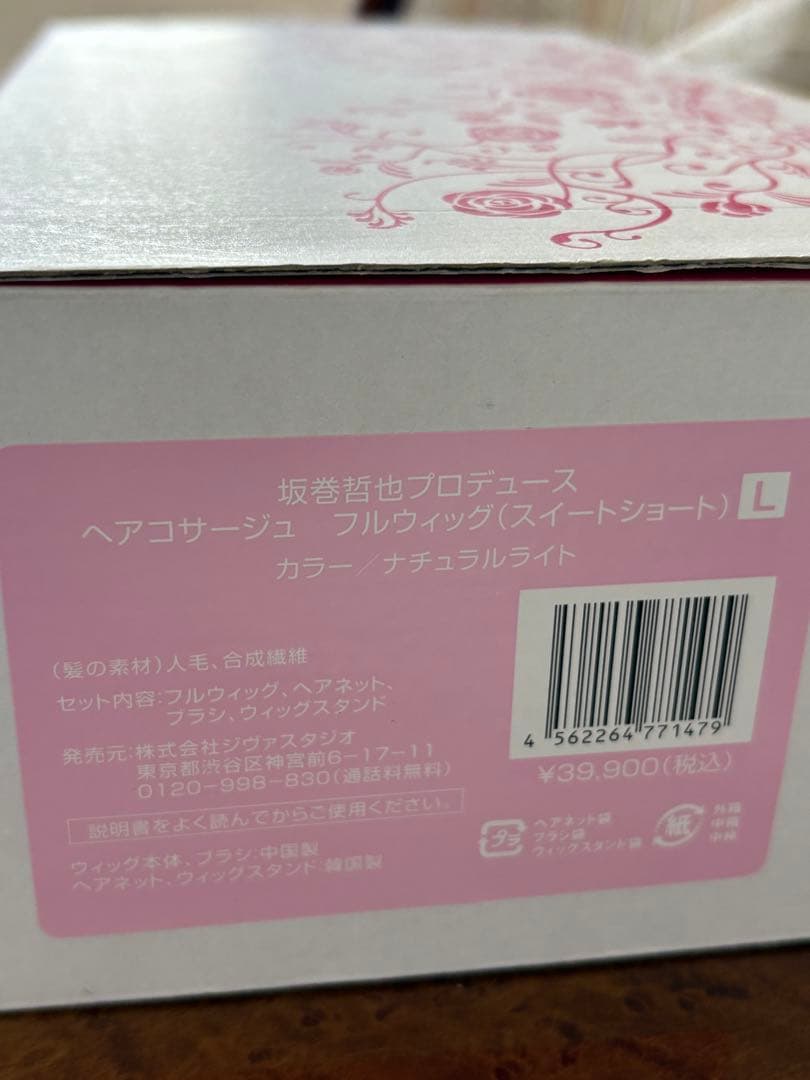 坂巻哲也プロデュース
ヘアコサージュ　フルウィッグ(スイートショート) L
カラー／ナチュラルライト
(髪の素材)人毛、合成繊維
セット内容:フルウィッグ、ヘアネット、
ブラシ、ウィッグスタンド
発売元:株式会社ジヴァスタジオ
東京都渋谷区神宮前6-17-11
0120-998-830(通話料無料)
説明書をよく読んでからご使用ください。
ウィッグ本体、ブラシ:中国製
ヘアネット、ウィッグスタンド:韓国製
4 562264 771479
¥39,900(税込)
プラ
ヘアネット袋
ブラシ袋
ウィッグスタンド袋
紙
外箱
中箱